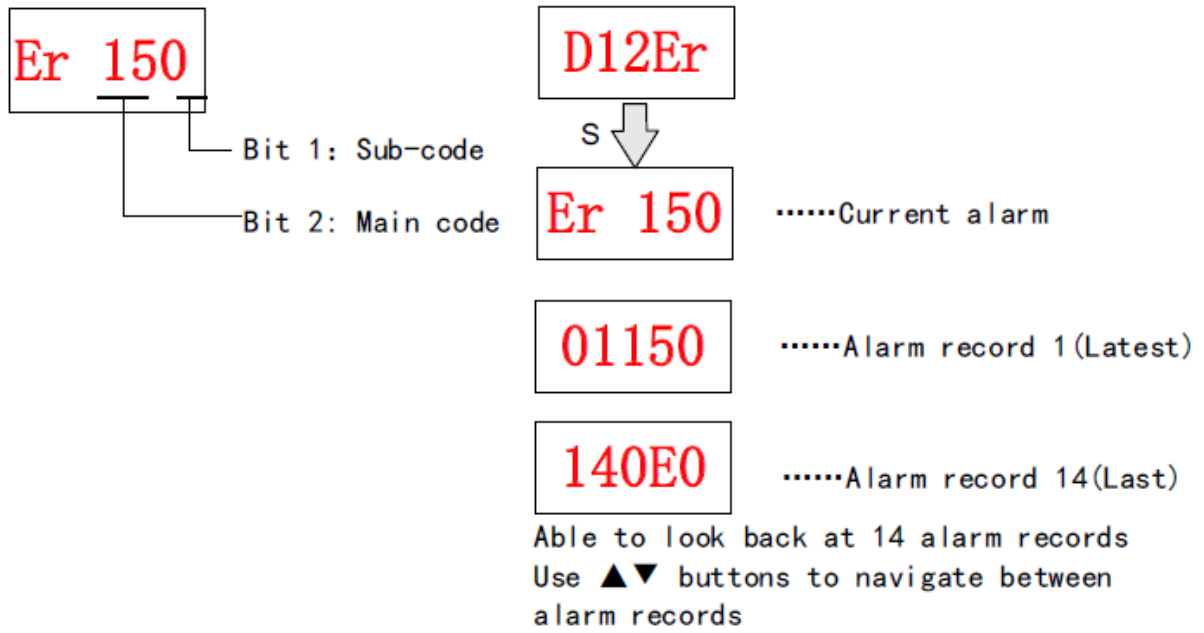 Er 150
Bit 1: Sub-code
Bit 2: Main code
D12Er
S
Er 150
······Current alarm
01150
······Alarm record 1(Latest)
140E0
······Alarm record 14(Last)
Able to look back at 14 alarm records
Use ▲▼ buttons to navigate between
alarm records